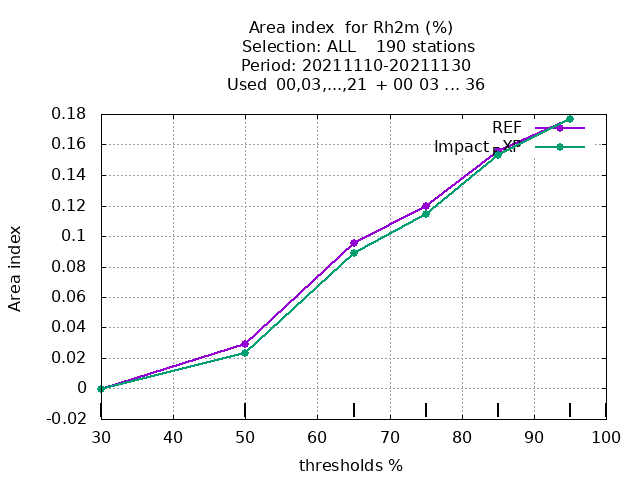 Area index for Rh2m (%)
Selection: ALL 190 stations
Period: 20211110-20211130
Used 00,03,...,21 + 00 03 ... 36
0.18
0.16
0.14
0.12
0.1
0.08
0.06
0.04
0.02
0
-0.02
Area index
REF
Impact
30 40 50 60 70 80 90 100
thresholds %